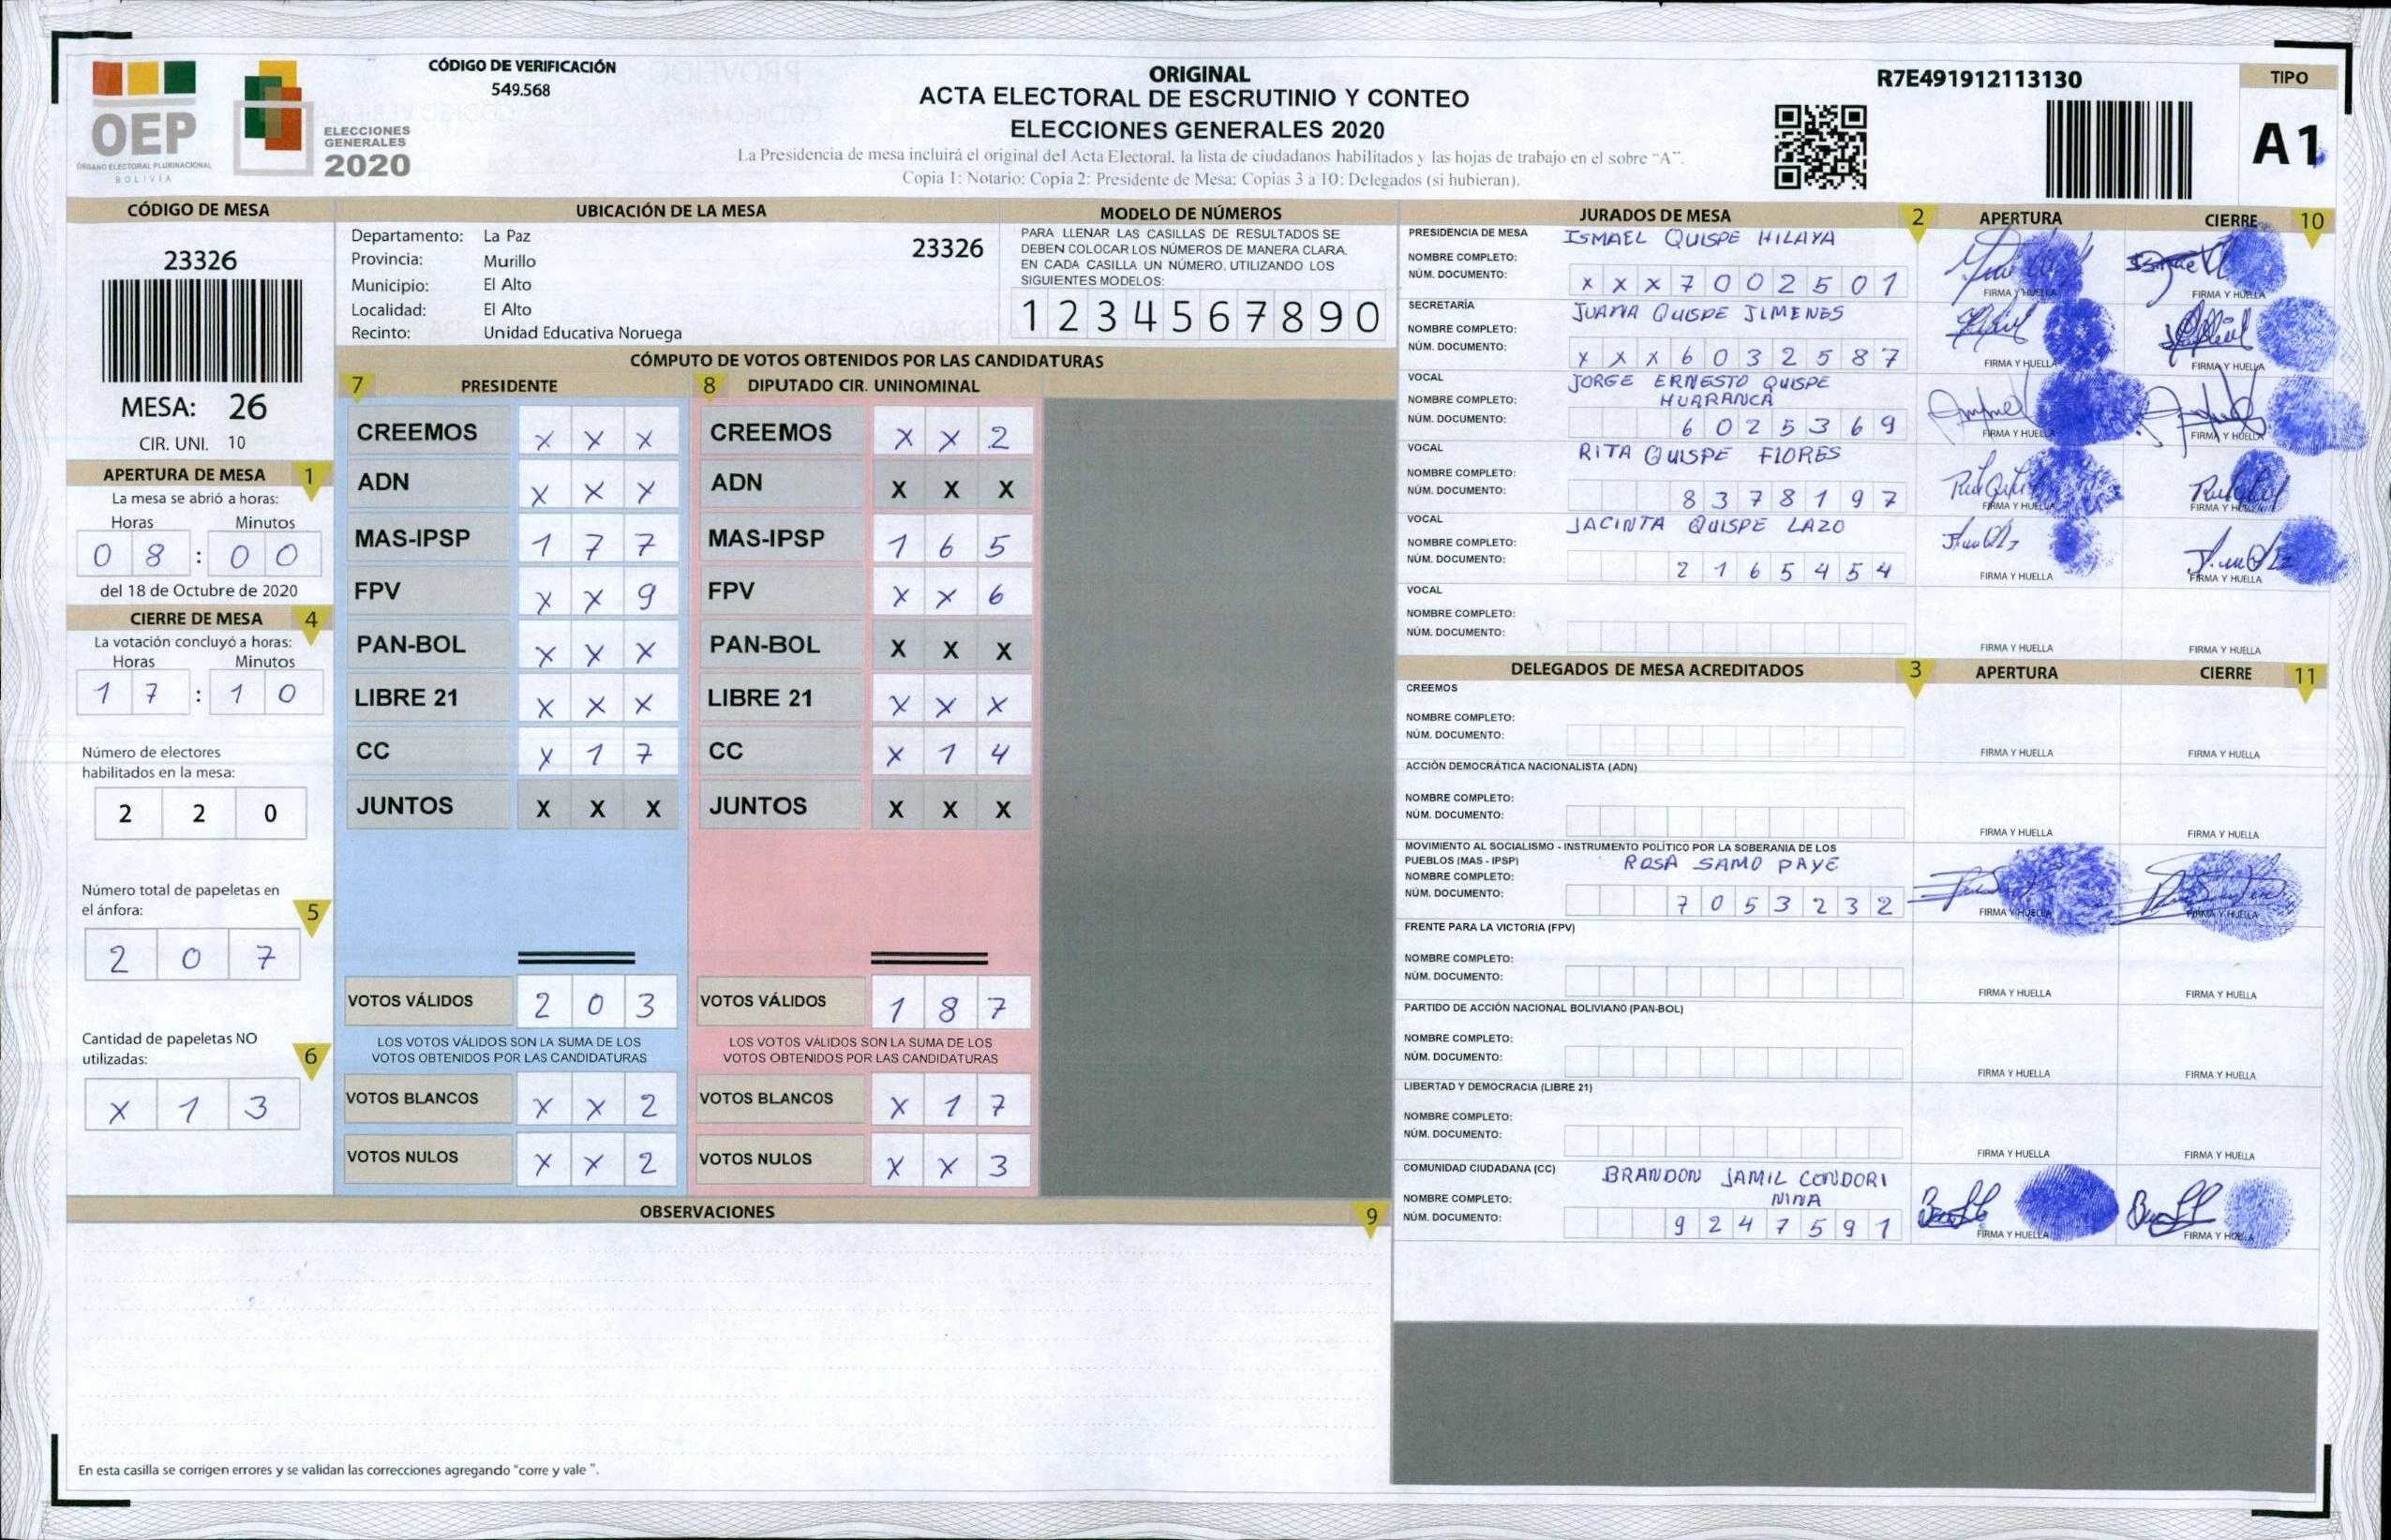 OEP
ÓRGANO ELECTORAL PLURINACIONAL
BOLIVIA
ELECCIONES
GENERALES
2020
CÓDIGO DE VERIFICACIÓN
549.568
ORIGINAL
ACTA ELECTORAL DE ESCRUTINIO Y CONTEO
ELECCIONES GENERALES 2020
La Presidencia de mesa incluirá el original del Acta Electoral, la lista de ciudadanos habilitados y las hojas de trabajo en el sobre "A".
Copia 1: Notario; Copia 2: Presidente de Mesa; Copias 3 a 10: Delegados (si hubieran).
R7E491912113130
TIPO
A1
CÓDIGO DE MESA
23326
MESA: 26
CIR. UNI. 10
APERTURA DE MESA 1
La mesa se abrió a horas:
Horas Minutos
0 8 : 0 0
del 18 de Octubre de 2020
CIERRE DE MESA 4
La votación concluyó a horas:
Horas Minutos
1 7 : 1 0
Número de electores
habilitados en la mesa:
2 2 0
Número total de papeletas en
el ánfora: 5
2 0 7
Cantidad de papeletas NO
utilizadas: 6
X 1 3
UBICACIÓN DE LA MESA
Departamento: La Paz 23326
Provincia: Murillo
Municipio: El Alto
Localidad: El Alto
Recinto: Unidad Educativa Noruega
MODELO DE NÚMEROS
PARA LLENAR LAS CASILLAS DE RESULTADOS SE
DEBEN COLOCAR LOS NÚMEROS DE MANERA CLARA,
EN CADA CASILLA UN NÚMERO, UTILIZANDO LOS
SIGUIENTES MODELOS:
1 2 3 4 5 6 7 8 9 0
CÓMPUTO DE VOTOS OBTENIDOS POR LAS CANDIDATURAS
7 PRESIDENTE
CREEMOS X X X
ADN X X X
MAS-IPSP 1 7 7
FPV X X 9
PAN-BOL X X X
LIBRE 21 X X X
CC X 1 7
JUNTOS X X X
VOTOS VÁLIDOS 2 0 3
LOS VOTOS VÁLIDOS SON LA SUMA DE LOS
VOTOS OBTENIDOS POR LAS CANDIDATURAS
VOTOS BLANCOS X X 2
VOTOS NULOS X X 2
8 DIPUTADO CIR. UNINOMINAL
CREEMOS X X 2
ADN X X X
MAS-IPSP 1 6 5
FPV X X 6
PAN-BOL X X X
LIBRE 21 X X X
CC X 1 4
JUNTOS X X X
VOTOS VÁLIDOS 1 8 7
LOS VOTOS VÁLIDOS SON LA SUMA DE LOS
VOTOS OBTENIDOS POR LAS CANDIDATURAS
VOTOS BLANCOS X 1 7
VOTOS NULOS X X 3
OBSERVACIONES 9
En esta casilla se corrigen errores y se validan las correcciones agregando "corre y vale ".
JURADOS DE MESA 2 APERTURA CIERRE 10
PRESIDENCIA DE MESA ISMAEL QUISPE HILAYA
NOMBRE COMPLETO:
NÚM. DOCUMENTO: X X X 7 0 0 2 5 0 1 FIRMA Y HUELLA FIRMA Y HUELLA
SECRETARÍA JUANA QUISPE JIMENES
NOMBRE COMPLETO:
NÚM. DOCUMENTO: X X X 6 0 3 2 5 8 7 FIRMA Y HUELLA FIRMA Y HUELLA
VOCAL JORGE ERNESTO QUISPE
NOMBRE COMPLETO: HUARANCA
NÚM. DOCUMENTO: 6 0 2 5 3 6 9 FIRMA Y HUELLA FIRMA Y HUELLA
VOCAL RITA QUISPE FLORES
NOMBRE COMPLETO:
NÚM. DOCUMENTO: 8 3 7 8 1 9 7 FIRMA Y HUELLA FIRMA Y HUELLA
VOCAL JACINTA QUISPE LAZO
NOMBRE COMPLETO:
NÚM. DOCUMENTO: 2 1 6 5 4 5 4 FIRMA Y HUELLA FIRMA Y HUELLA
VOCAL
NOMBRE COMPLETO:
NÚM. DOCUMENTO: FIRMA Y HUELLA FIRMA Y HUELLA
DELEGADOS DE MESA ACREDITADOS 3 APERTURA CIERRE 11
CREEMOS
NOMBRE COMPLETO:
NÚM. DOCUMENTO: FIRMA Y HUELLA FIRMA Y HUELLA
ACCIÓN DEMOCRÁTICA NACIONALISTA (ADN)
NOMBRE COMPLETO:
NÚM. DOCUMENTO: FIRMA Y HUELLA FIRMA Y HUELLA
MOVIMIENTO AL SOCIALISMO - INSTRUMENTO POLÍTICO POR LA SOBERANIA DE LOS
PUEBLOS (MAS - IPSP) ROSA SAMO PAYE
NOMBRE COMPLETO:
NÚM. DOCUMENTO: 7 0 5 3 2 3 2 FIRMA Y HUELLA FIRMA Y HUELLA
FRENTE PARA LA VICTORIA (FPV)
NOMBRE COMPLETO:
NÚM. DOCUMENTO: FIRMA Y HUELLA FIRMA Y HUELLA
PARTIDO DE ACCIÓN NACIONAL BOLIVIANO (PAN-BOL)
NOMBRE COMPLETO:
NÚM. DOCUMENTO: FIRMA Y HUELLA FIRMA Y HUELLA
LIBERTAD Y DEMOCRACIA (LIBRE 21)
NOMBRE COMPLETO:
NÚM. DOCUMENTO: FIRMA Y HUELLA FIRMA Y HUELLA
COMUNIDAD CIUDADANA (CC) BRANDON JAMIL CONDORI
NOMBRE COMPLETO: NINA
NÚM. DOCUMENTO: 9 2 4 7 5 9 1 FIRMA Y HUELLA FIRMA Y HUELLA